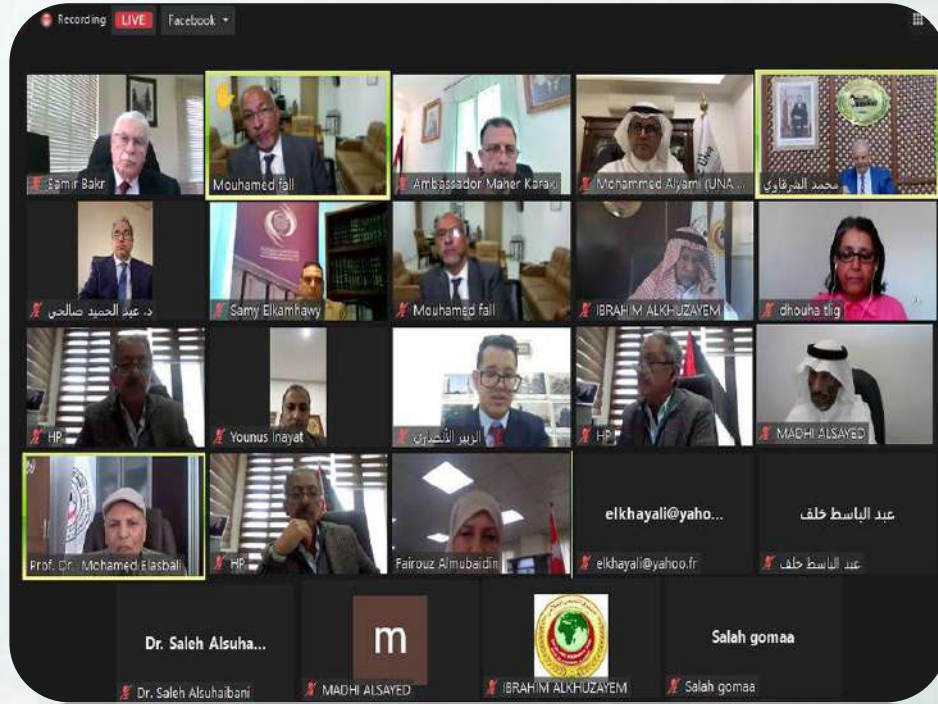 Recording LIVE Facebook
Samir Bakr
Mouhamed fall
Ambassador Maher Karaki
Mohammed Alyami (UNA ...
محمد الشرقاوي
د. عبد الحميد صالحي
Samy Elkamhawy
Mouhamed fall
IBRAHIM ALKHUZAYEM
dhouha tlig
HP
Younus Inayat
الزبير الأنصاري
HP
MADHI ALSAYED
Prof. Dr. Mohamed Elasbali
HP
Fairouz Almubaidin
elkhayali@yaho...
elkhayali@yahoo.fr
عبد الباسط خلف
عبد الباسط خلف
Dr. Saleh Alsuha...
Dr. Saleh Alsuhaibani
m
MADHI ALSAYED
IBRAHIM ALKHUZAYEM
Salah gomaa
Salah gomaa